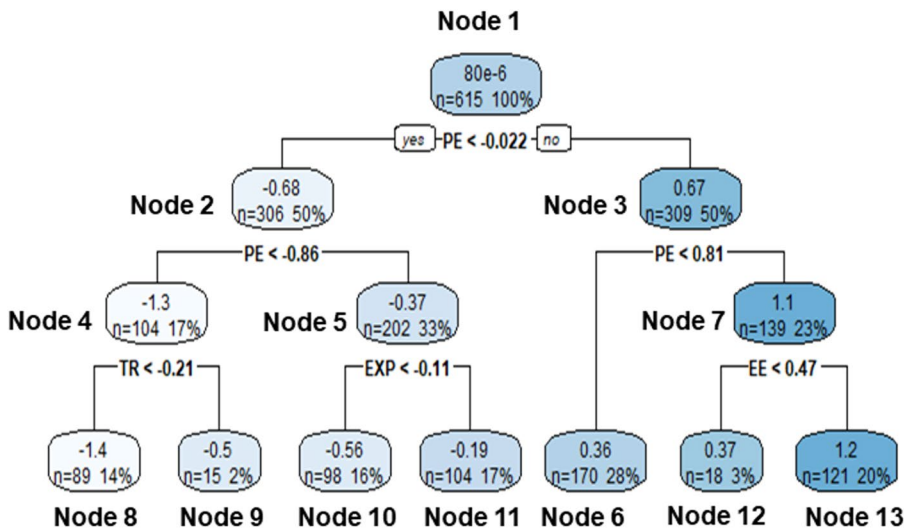 Node 1
80e-6
n=615 100%
yes PE < -0.022 no
Node 2
-0.68
n=306 50%
Node 3
0.67
n=309 50%
PE < -0.86
PE < 0.81
Node 4
-1.3
n=104 17%
Node 5
-0.37
n=202 33%
Node 7
1.1
n=139 23%
TR < -0.21
EXP < -0.11
EE < 0.47
-1.4
n=89 14%
-0.5
n=15 2%
-0.56
n=98 16%
-0.19
n=104 17%
0.36
n=170 28%
0.37
n=18 3%
1.2
n=121 20%
Node 8 Node 9 Node 10 Node 11 Node 6 Node 12 Node 13